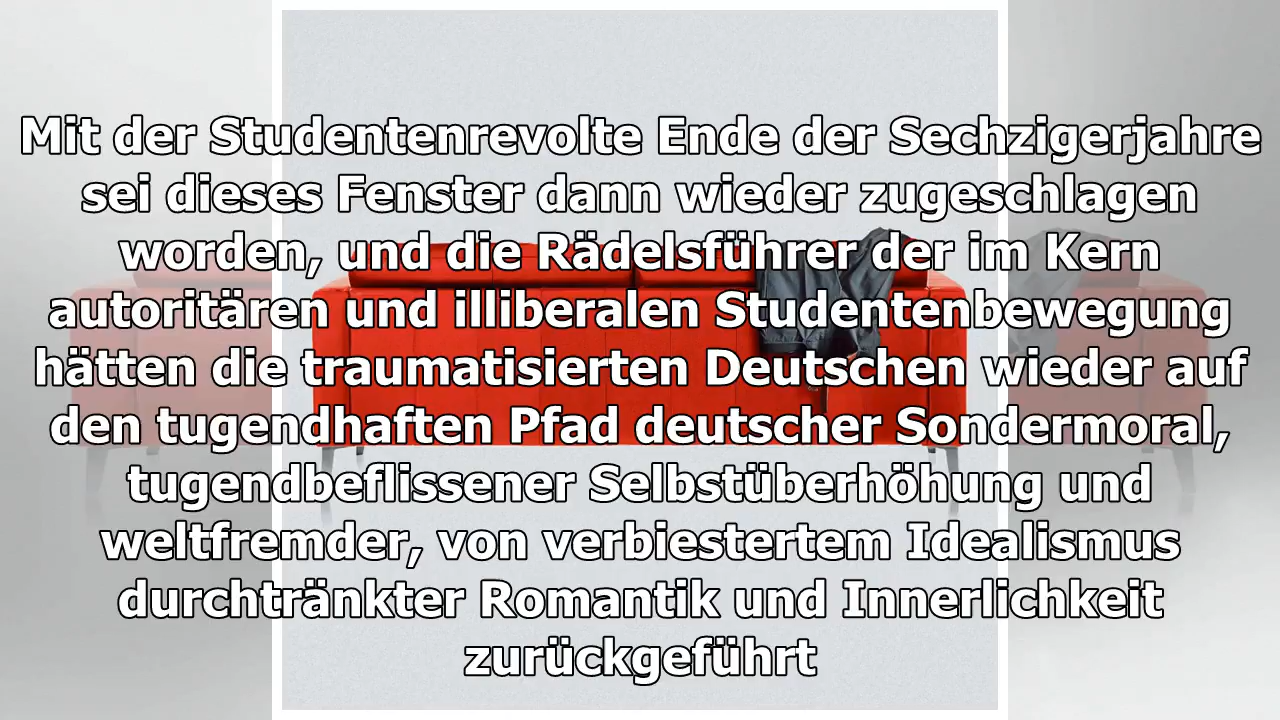 Mit der Studentenrevolte Ende der Sechzigerjahre
sei dieses Fenster dann wieder zugeschlagen
worden, und die Rädelsführer der im Kern
autoritären und illiberalen Studentenbewegung
hätten die traumatisierten Deutschen wieder auf
den tugendhaften Pfad deutscher Sondermoral,
tugendbeflissener Selbstüberhöhung und
weltfremder, von verbiestertem Idealismus
durchtränkter Romantik und Innerlichkeit
zurückgeführt